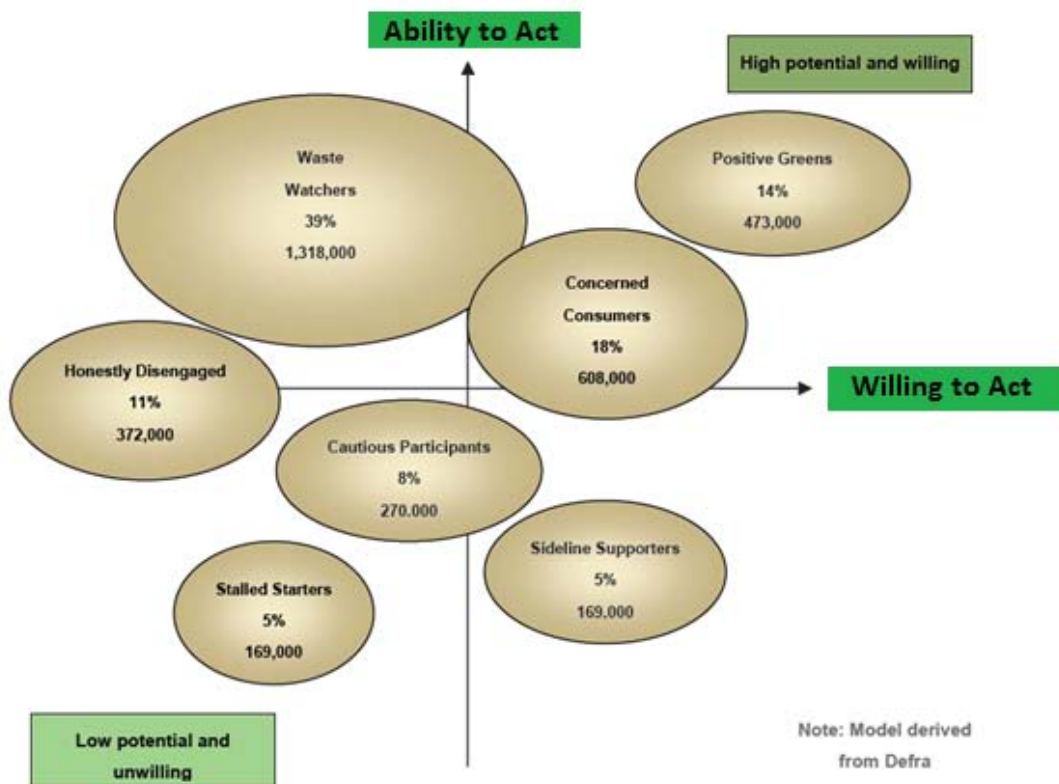 Ability to Act
High potential and willing
Waste
Watchers
39%
1,318,000
Positive Greens
14%
473,000
Concerned
Consumers
18%
608,000
Honestly Disengaged
11%
372,000
Willing to Act
Cautious Participants
8%
270.000
Sideline Supporters
5%
169.000
Stalled Starters
5%
169,000
Low potential and
unwilling
Note: Model derived
from Defra